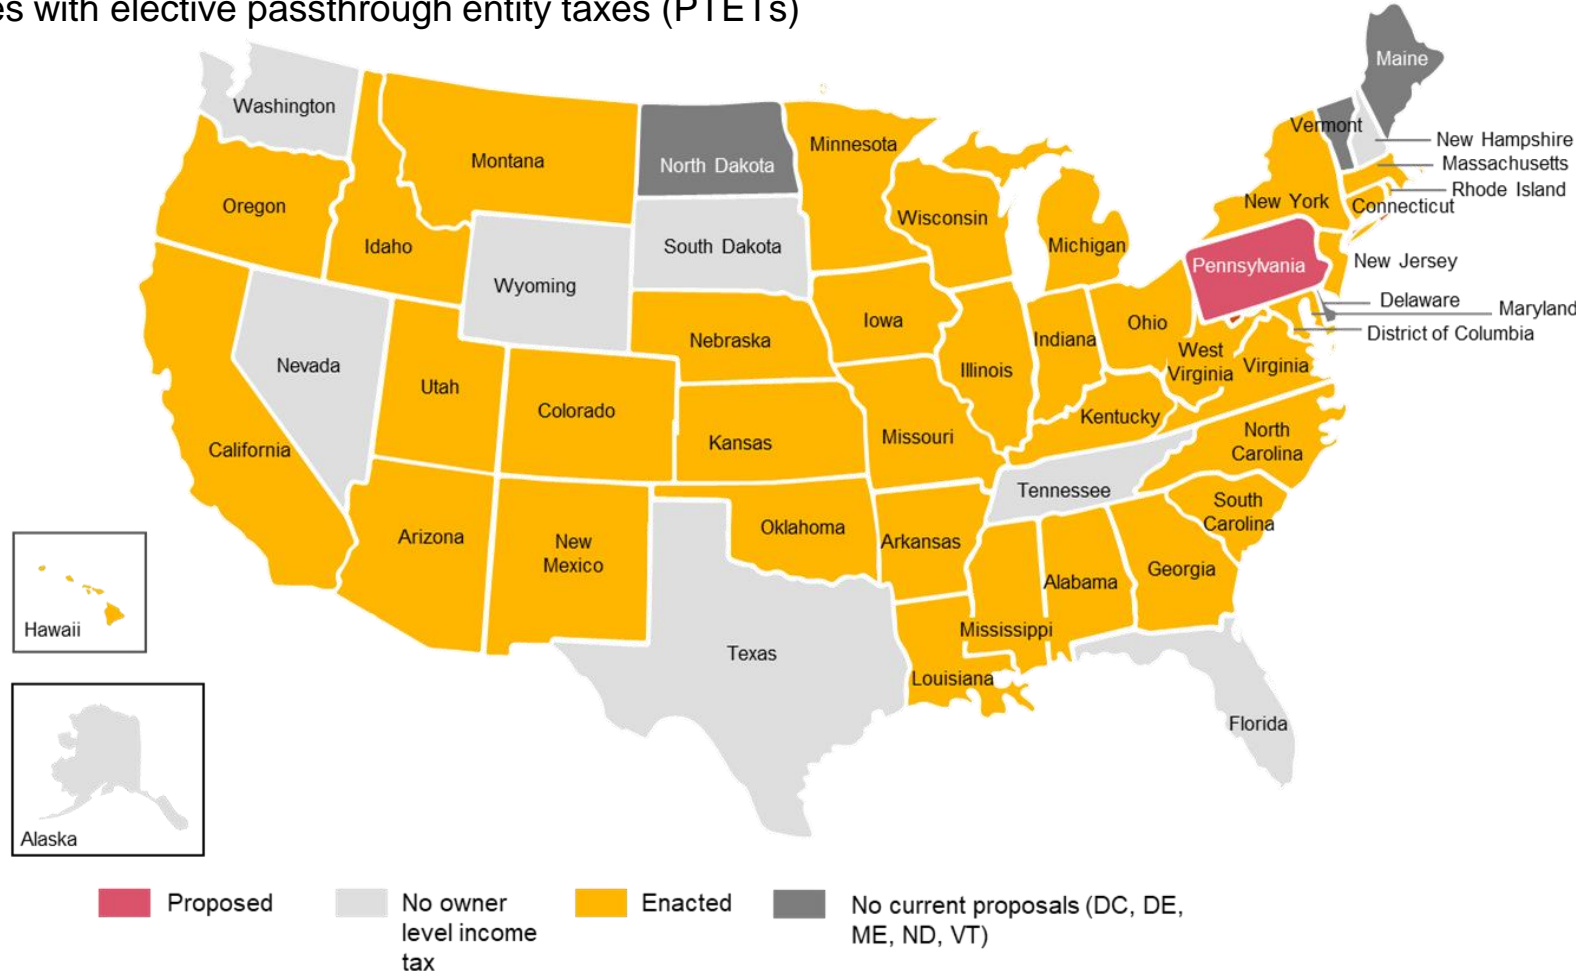 es with elective passthrough entity taxes (PTETs)
Maine
Washington
Vermont
Minnesota
New Hampshire
Montana
North Dakota
Massachusetts
Rhode Island
Oregon
New York
Connecticut
Wisconsin
Idaho
South Dakota
Michigan
Pennsylvania
New Jersey
Wyoming
Delaware
Maryland
Iowa
Ohio
District of Columbia
Nebraska
Indiana
Nevada
West
Virginia
Virginia
Illinois
Utah
Colorado
Kentucky
Kansas
Missouri
North
Carolina
California
Tennessee
South
Carolina
Arizona
New
Mexico
Oklahoma
Arkansas
Alabama
Georgia
Hawaii
Mississippi
Texas
Louisiana
Florida
Alaska
Proposed
No owner
level income
tax
Enacted
No current proposals (DC, DE,
ME, ND, VT)